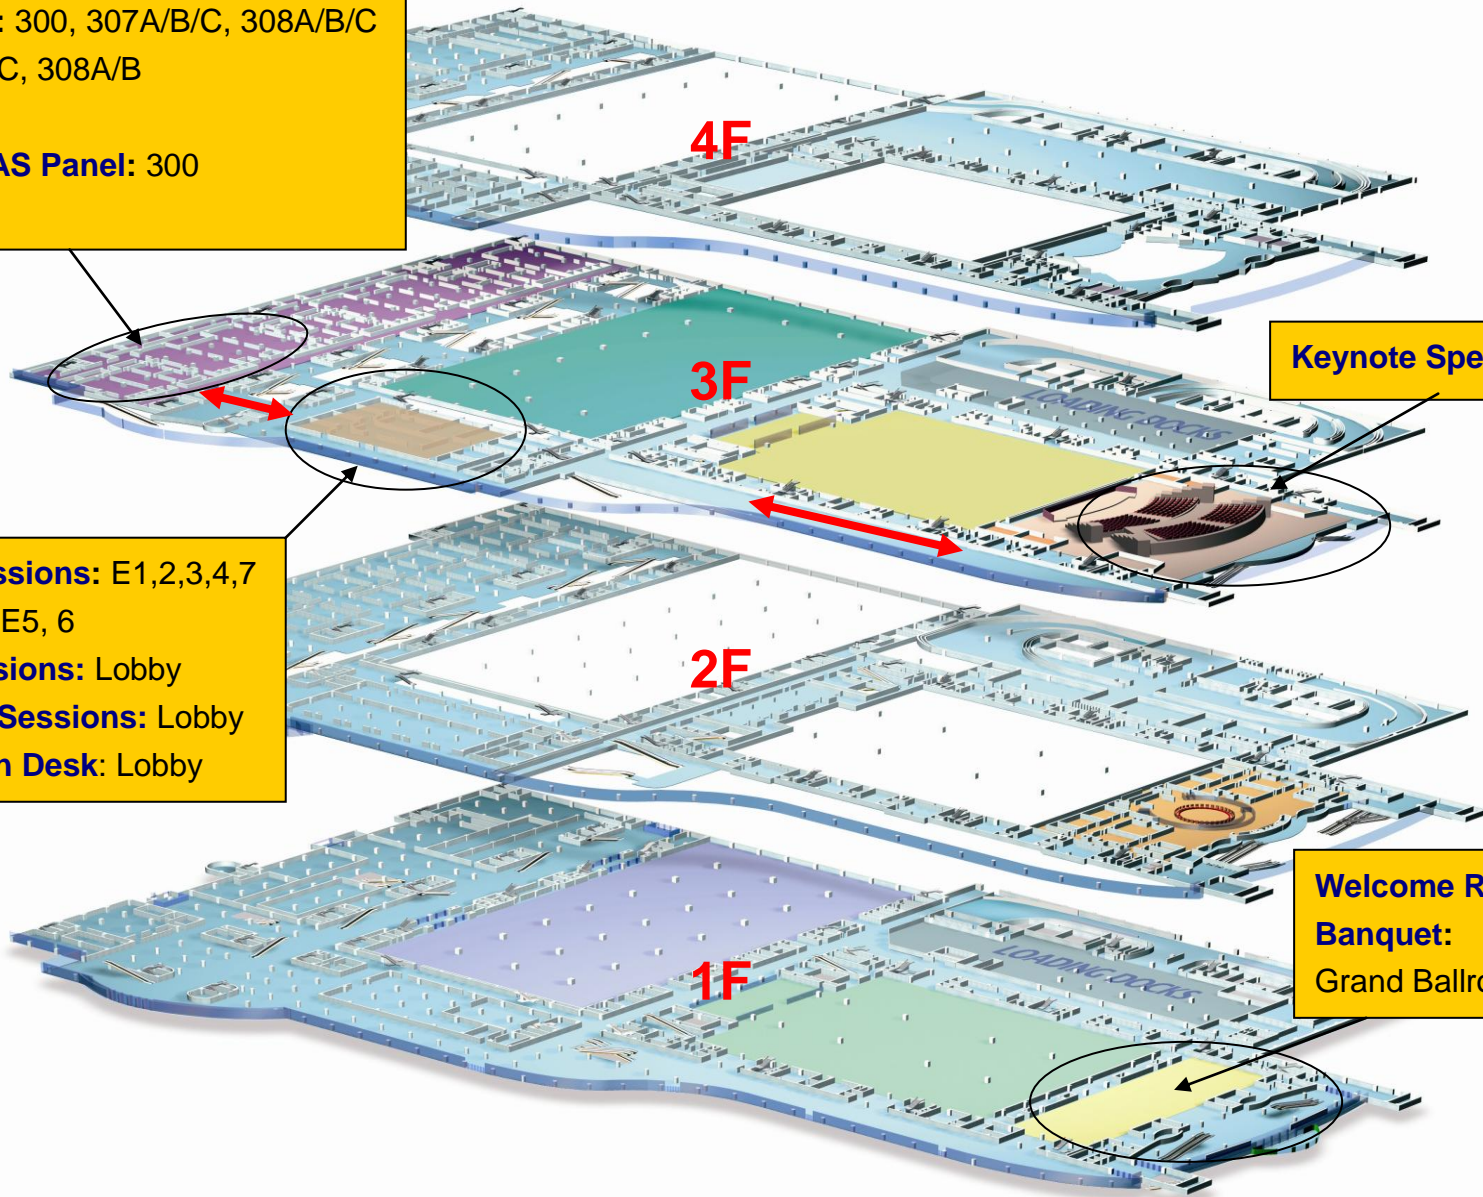 : 300, 307A/B/C, 308A/B/C
C, 308A/B
AS Panel: 300
4F
3F
LOADING DOCKS
Keynote Spe
ssions: E1,2,3,4,7
E5, 6
sions: Lobby
Sessions: Lobby
n Desk: Lobby
2F
Welcome R
Banquet:
Grand Ballro
1F
LOADING DOCKS